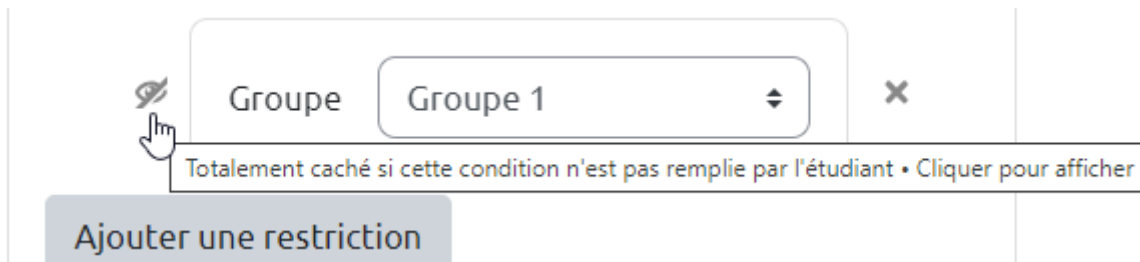 Groupe Groupe 1
Totalement caché si cette condition n'est pas remplie par l'étudiant • Cliquer pour afficher
Ajouter une restriction